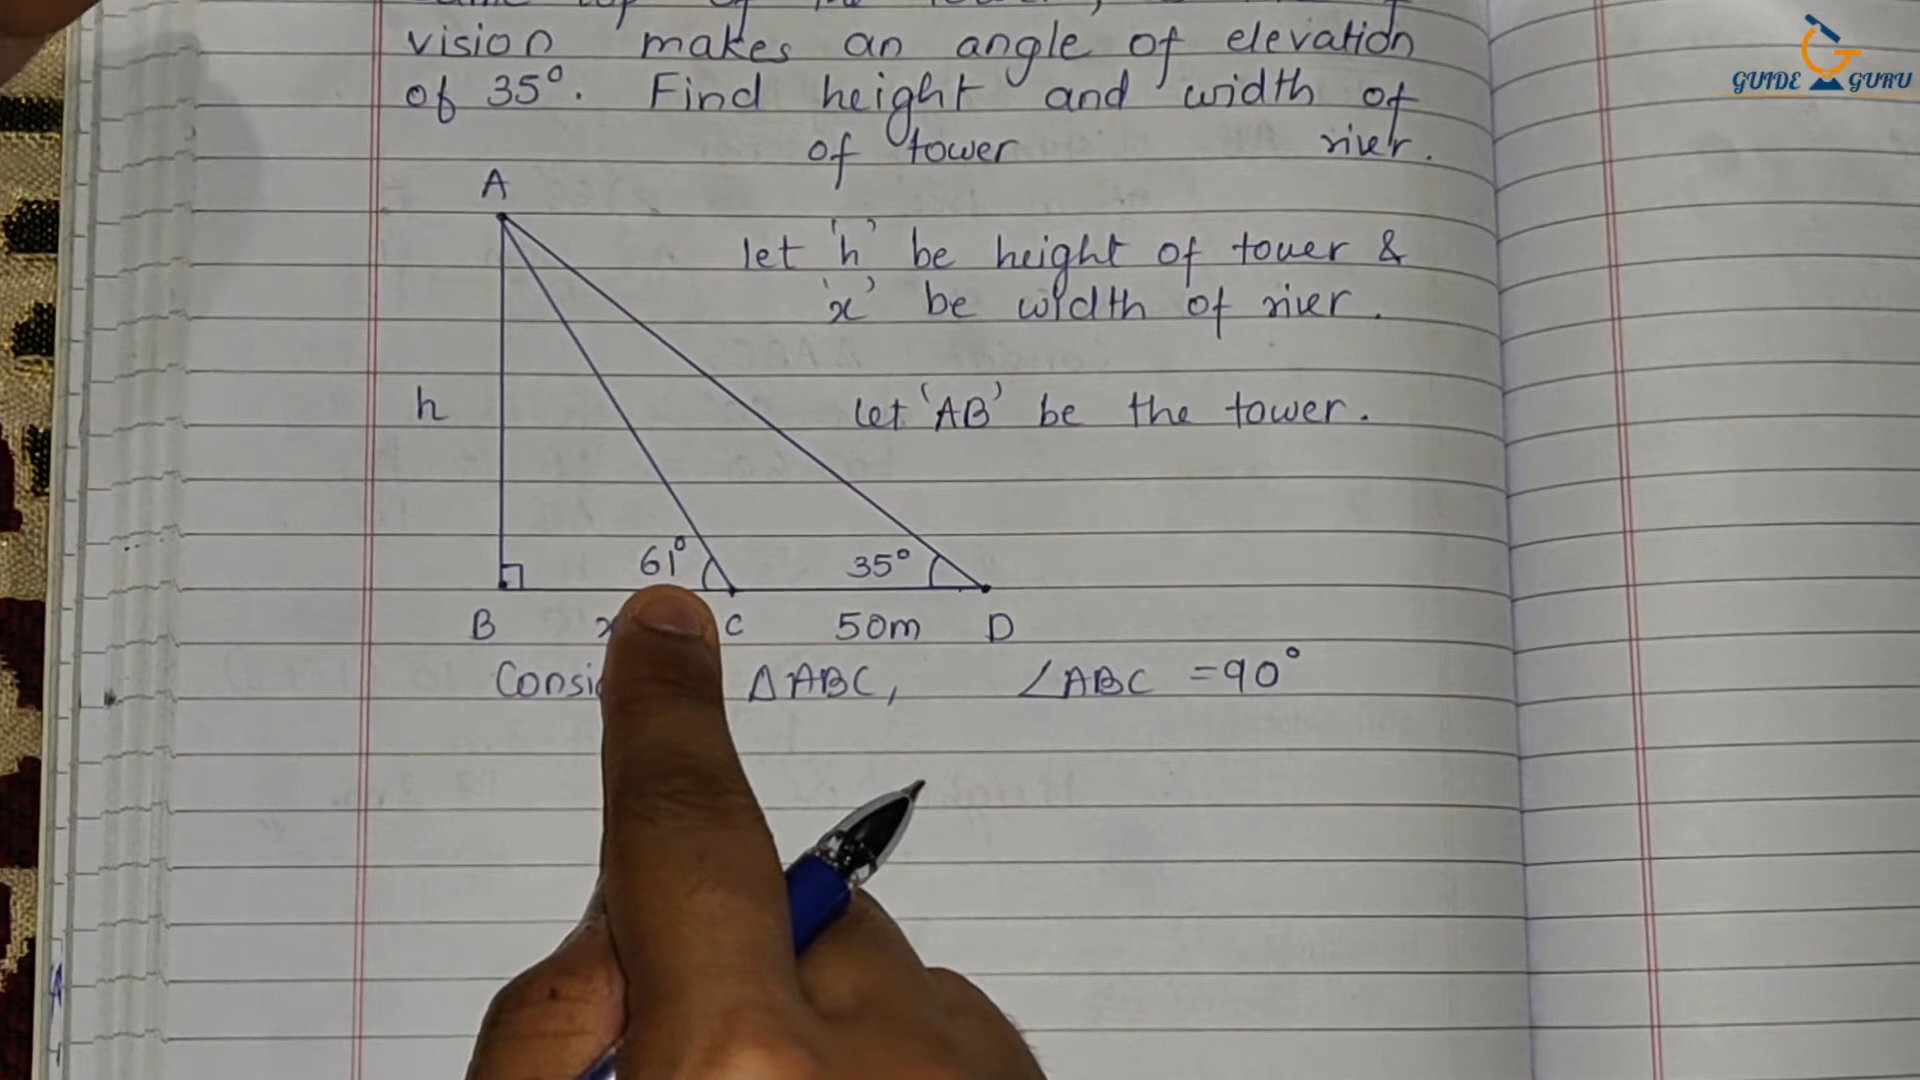 vision makes an angle of elevation
of 35°. Find height and width of
of tower river.
A
let 'h' be height of tower &
'x' be width of river.
h
let 'AB' be the tower.
61° 35°
B x C 50m D
ΔABC, ∠ABC = 90°
GUIDE GURU